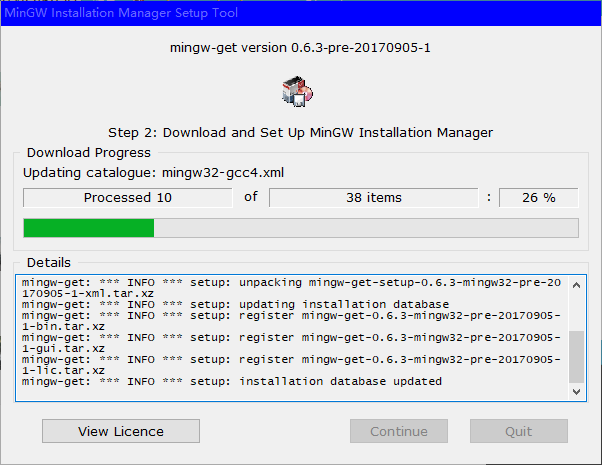 MinGW Installation Manager Setup Tool
mingw-get version 0.6.3-pre-20170905-1
Step 2: Download and Set Up MinGW Installation Manager
Download Progress
Updating catalogue: mingw32-gcc4.xml
Processed 10 of 38 items : 26 %
Details
mingw-get: *** INFO *** setup: unpacking mingw-get-setup-0.6.3-mingw32-pre-20
170905-1-xml.tar.xz
mingw-get: *** INFO *** setup: updating installation database
mingw-get: *** INFO *** setup: register mingw-get-0.6.3-mingw32-pre-20170905-
1-bin.tar.xz
mingw-get: *** INFO *** setup: register mingw-get-0.6.3-mingw32-pre-20170905-
1-gui.tar.xz
mingw-get: *** INFO *** setup: register mingw-get-0.6.3-mingw32-pre-20170905-
1-lic.tar.xz
mingw-get: *** INFO *** setup: installation database updated
View Licence Continue Quit